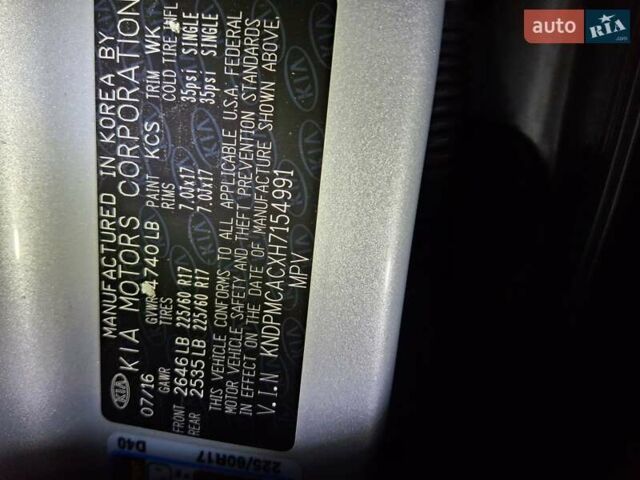 MANUFACTURED IN KOREA BY
KIA MOTORS CORPORATION
07/16 GVWR 4740 LB PAINT KCS TRIM WK
GAWR TIRES RIMS COLD TIRE INFL
FRONT 2646 LB 225/60 R17 7.0Jx17 35psi SINGLE
REAR 2535 LB 225/60 R17 7.0Jx17 35psi SINGLE
THIS VEHICLE CONFORMS TO ALL APPLICABLE U.S.A. FEDERAL
MOTOR VEHICLE SAFETY AND THEFT PREVENTION STANDARDS
IN EFFECT ON THE DATE OF MANUFACTURE SHOWN ABOVE.
V.I.N KNDPMCACXH7154991
MPV
KIA
225/60R17
D40
auto RIA
.com